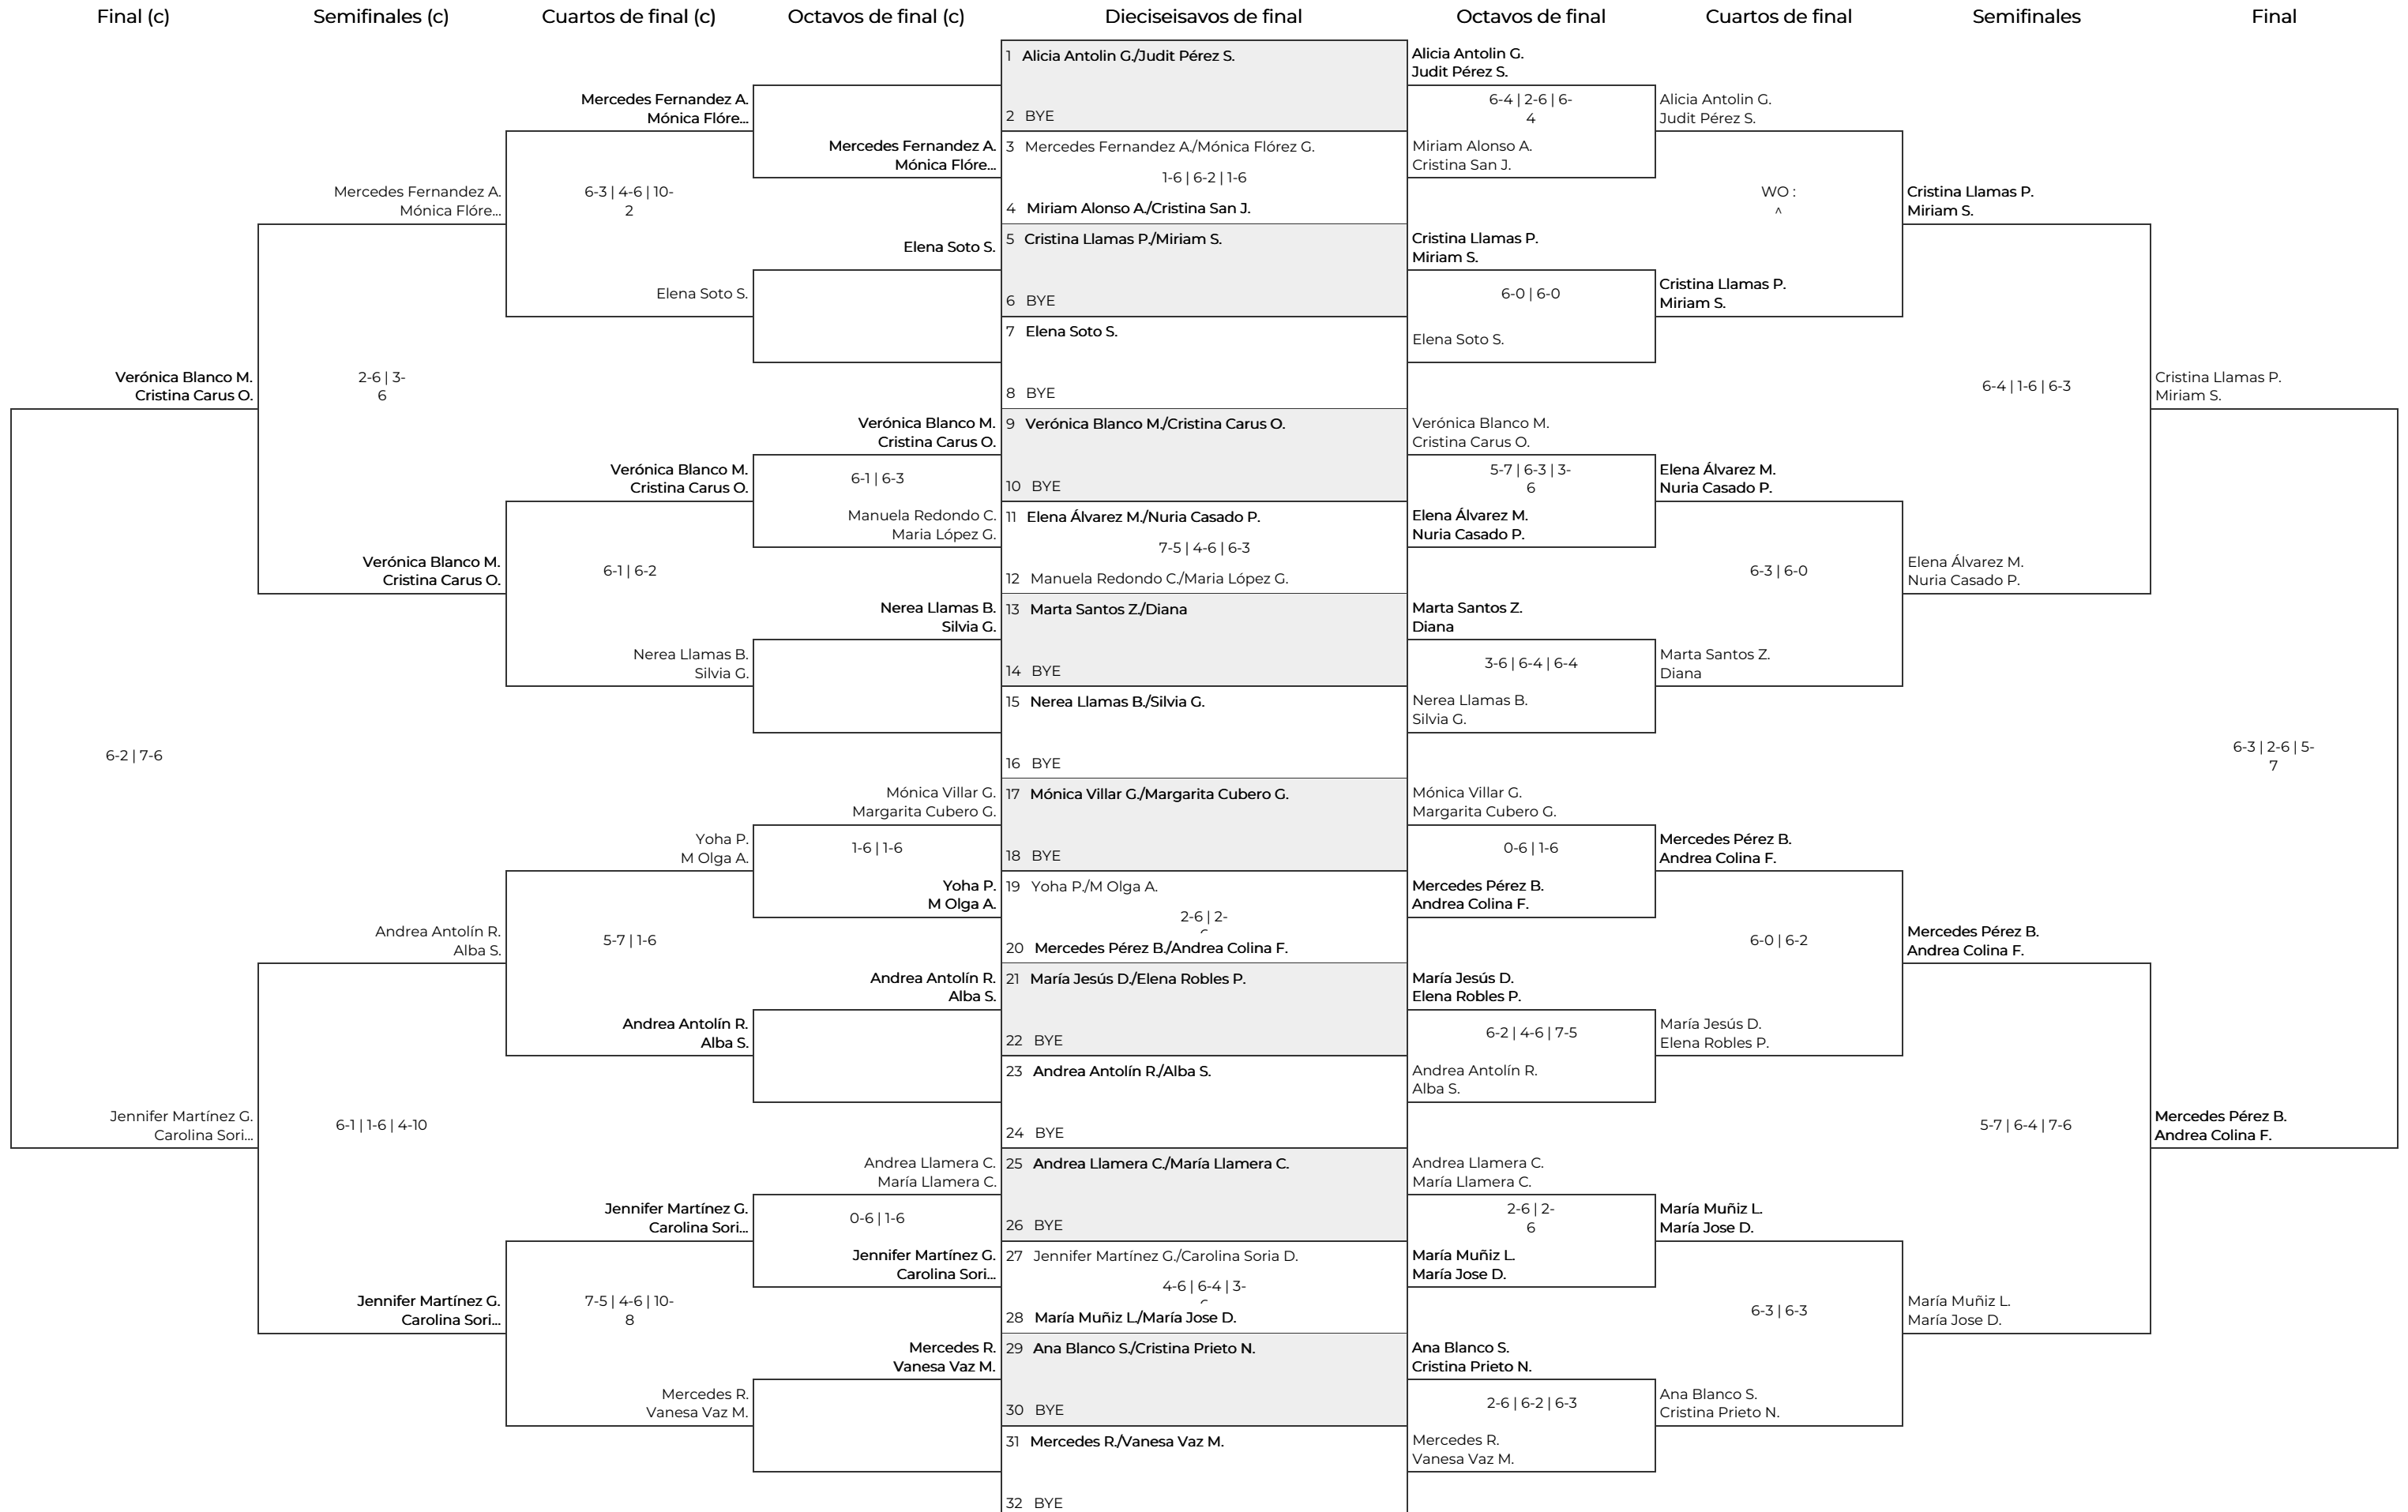 Final (c)
Semifinales (c)
Cuartos de final (c)
Octavos de final (c)
Dieciseisavos de final
Octavos de final
Cuartos de final
Semifinales
Final
Verónica Blanco M.
Cristina Carus O.
6-2 | 7-6
Jennifer Martínez G.
Carolina Sori...
Mercedes Fernandez A.
Mónica Flóre...
2-6 | 3-
6
Verónica Blanco M.
Cristina Carus O.
Andrea Antolín R.
Alba S.
6-1 | 1-6 | 4-10
Jennifer Martínez G.
Carolina Sori...
Mercedes Fernandez A.
Mónica Flóre...
6-3 | 4-6 | 10-
2
Elena Soto S.
Verónica Blanco M.
Cristina Carus O.
6-1 | 6-2
Nerea Llamas B.
Silvia G.
Yoha P.
M Olga A.
5-7 | 1-6
Andrea Antolín R.
Alba S.
Jennifer Martínez G.
Carolina Sori...
7-5 | 4-6 | 10-
8
Mercedes R.
Vanesa Vaz M.
Mercedes Fernandez A.
Mónica Flóre...
Elena Soto S.
Verónica Blanco M.
Cristina Carus O.
6-1 | 6-3
Manuela Redondo C.
Maria López G.
Nerea Llamas B.
Silvia G.
Mónica Villar G.
Margarita Cubero G.
1-6 | 1-6
Yoha P.
M Olga A.
Andrea Antolín R.
Alba S.
Andrea Llamera C.
María Llamera C.
0-6 | 1-6
Jennifer Martínez G.
Carolina Sori...
Mercedes R.
Vanesa Vaz M.
1 Alicia Antolin G./Judit Pérez S.
2 BYE
3 Mercedes Fernandez A./Mónica Flórez G.
1-6 | 6-2 | 1-6
4 Miriam Alonso A./Cristina San J.
5 Cristina Llamas P./Miriam S.
6 BYE
7 Elena Soto S.
8 BYE
9 Verónica Blanco M./Cristina Carus O.
10 BYE
11 Elena Álvarez M./Nuria Casado P.
7-5 | 4-6 | 6-3
12 Manuela Redondo C./Maria López G.
13 Marta Santos Z./Diana
14 BYE
15 Nerea Llamas B./Silvia G.
16 BYE
17 Mónica Villar G./Margarita Cubero G.
18 BYE
19 Yoha P./M Olga A.
2-6 | 2-
20 Mercedes Pérez B./Andrea Colina F.
21 María Jesús D./Elena Robles P.
22 BYE
23 Andrea Antolín R./Alba S.
24 BYE
25 Andrea Llamera C./María Llamera C.
26 BYE
27 Jennifer Martínez G./Carolina Soria D.
4-6 | 6-4 | 3-
28 María Muñiz L./María Jose D.
29 Ana Blanco S./Cristina Prieto N.
30 BYE
31 Mercedes R./Vanesa Vaz M.
32 BYE
Alicia Antolin G.
Judit Pérez S.
6-4 | 2-6 | 6-
4
Miriam Alonso A.
Cristina San J.
Cristina Llamas P.
Miriam S.
6-0 | 6-0
Elena Soto S.
Verónica Blanco M.
Cristina Carus O.
5-7 | 6-3 | 3-
6
Elena Álvarez M.
Nuria Casado P.
Marta Santos Z.
Diana
3-6 | 6-4 | 6-4
Nerea Llamas B.
Silvia G.
Mónica Villar G.
Margarita Cubero G.
0-6 | 1-6
Mercedes Pérez B.
Andrea Colina F.
María Jesús D.
Elena Robles P.
6-2 | 4-6 | 7-5
Andrea Antolín R.
Alba S.
Andrea Llamera C.
María Llamera C.
2-6 | 2-
6
María Muñiz L.
María Jose D.
Ana Blanco S.
Cristina Prieto N.
2-6 | 6-2 | 6-3
Mercedes R.
Vanesa Vaz M.
Alicia Antolin G.
Judit Pérez S.
WO :
^
Cristina Llamas P.
Miriam S.
Elena Álvarez M.
Nuria Casado P.
6-3 | 6-0
Marta Santos Z.
Diana
Mercedes Pérez B.
Andrea Colina F.
6-0 | 6-2
María Jesús D.
Elena Robles P.
María Muñiz L.
María Jose D.
6-3 | 6-3
Ana Blanco S.
Cristina Prieto N.
Cristina Llamas P.
Miriam S.
6-4 | 1-6 | 6-3
Elena Álvarez M.
Nuria Casado P.
Mercedes Pérez B.
Andrea Colina F.
5-7 | 6-4 | 7-6
María Muñiz L.
María Jose D.
Cristina Llamas P.
Miriam S.
6-3 | 2-6 | 5-
7
Mercedes Pérez B.
Andrea Colina F.